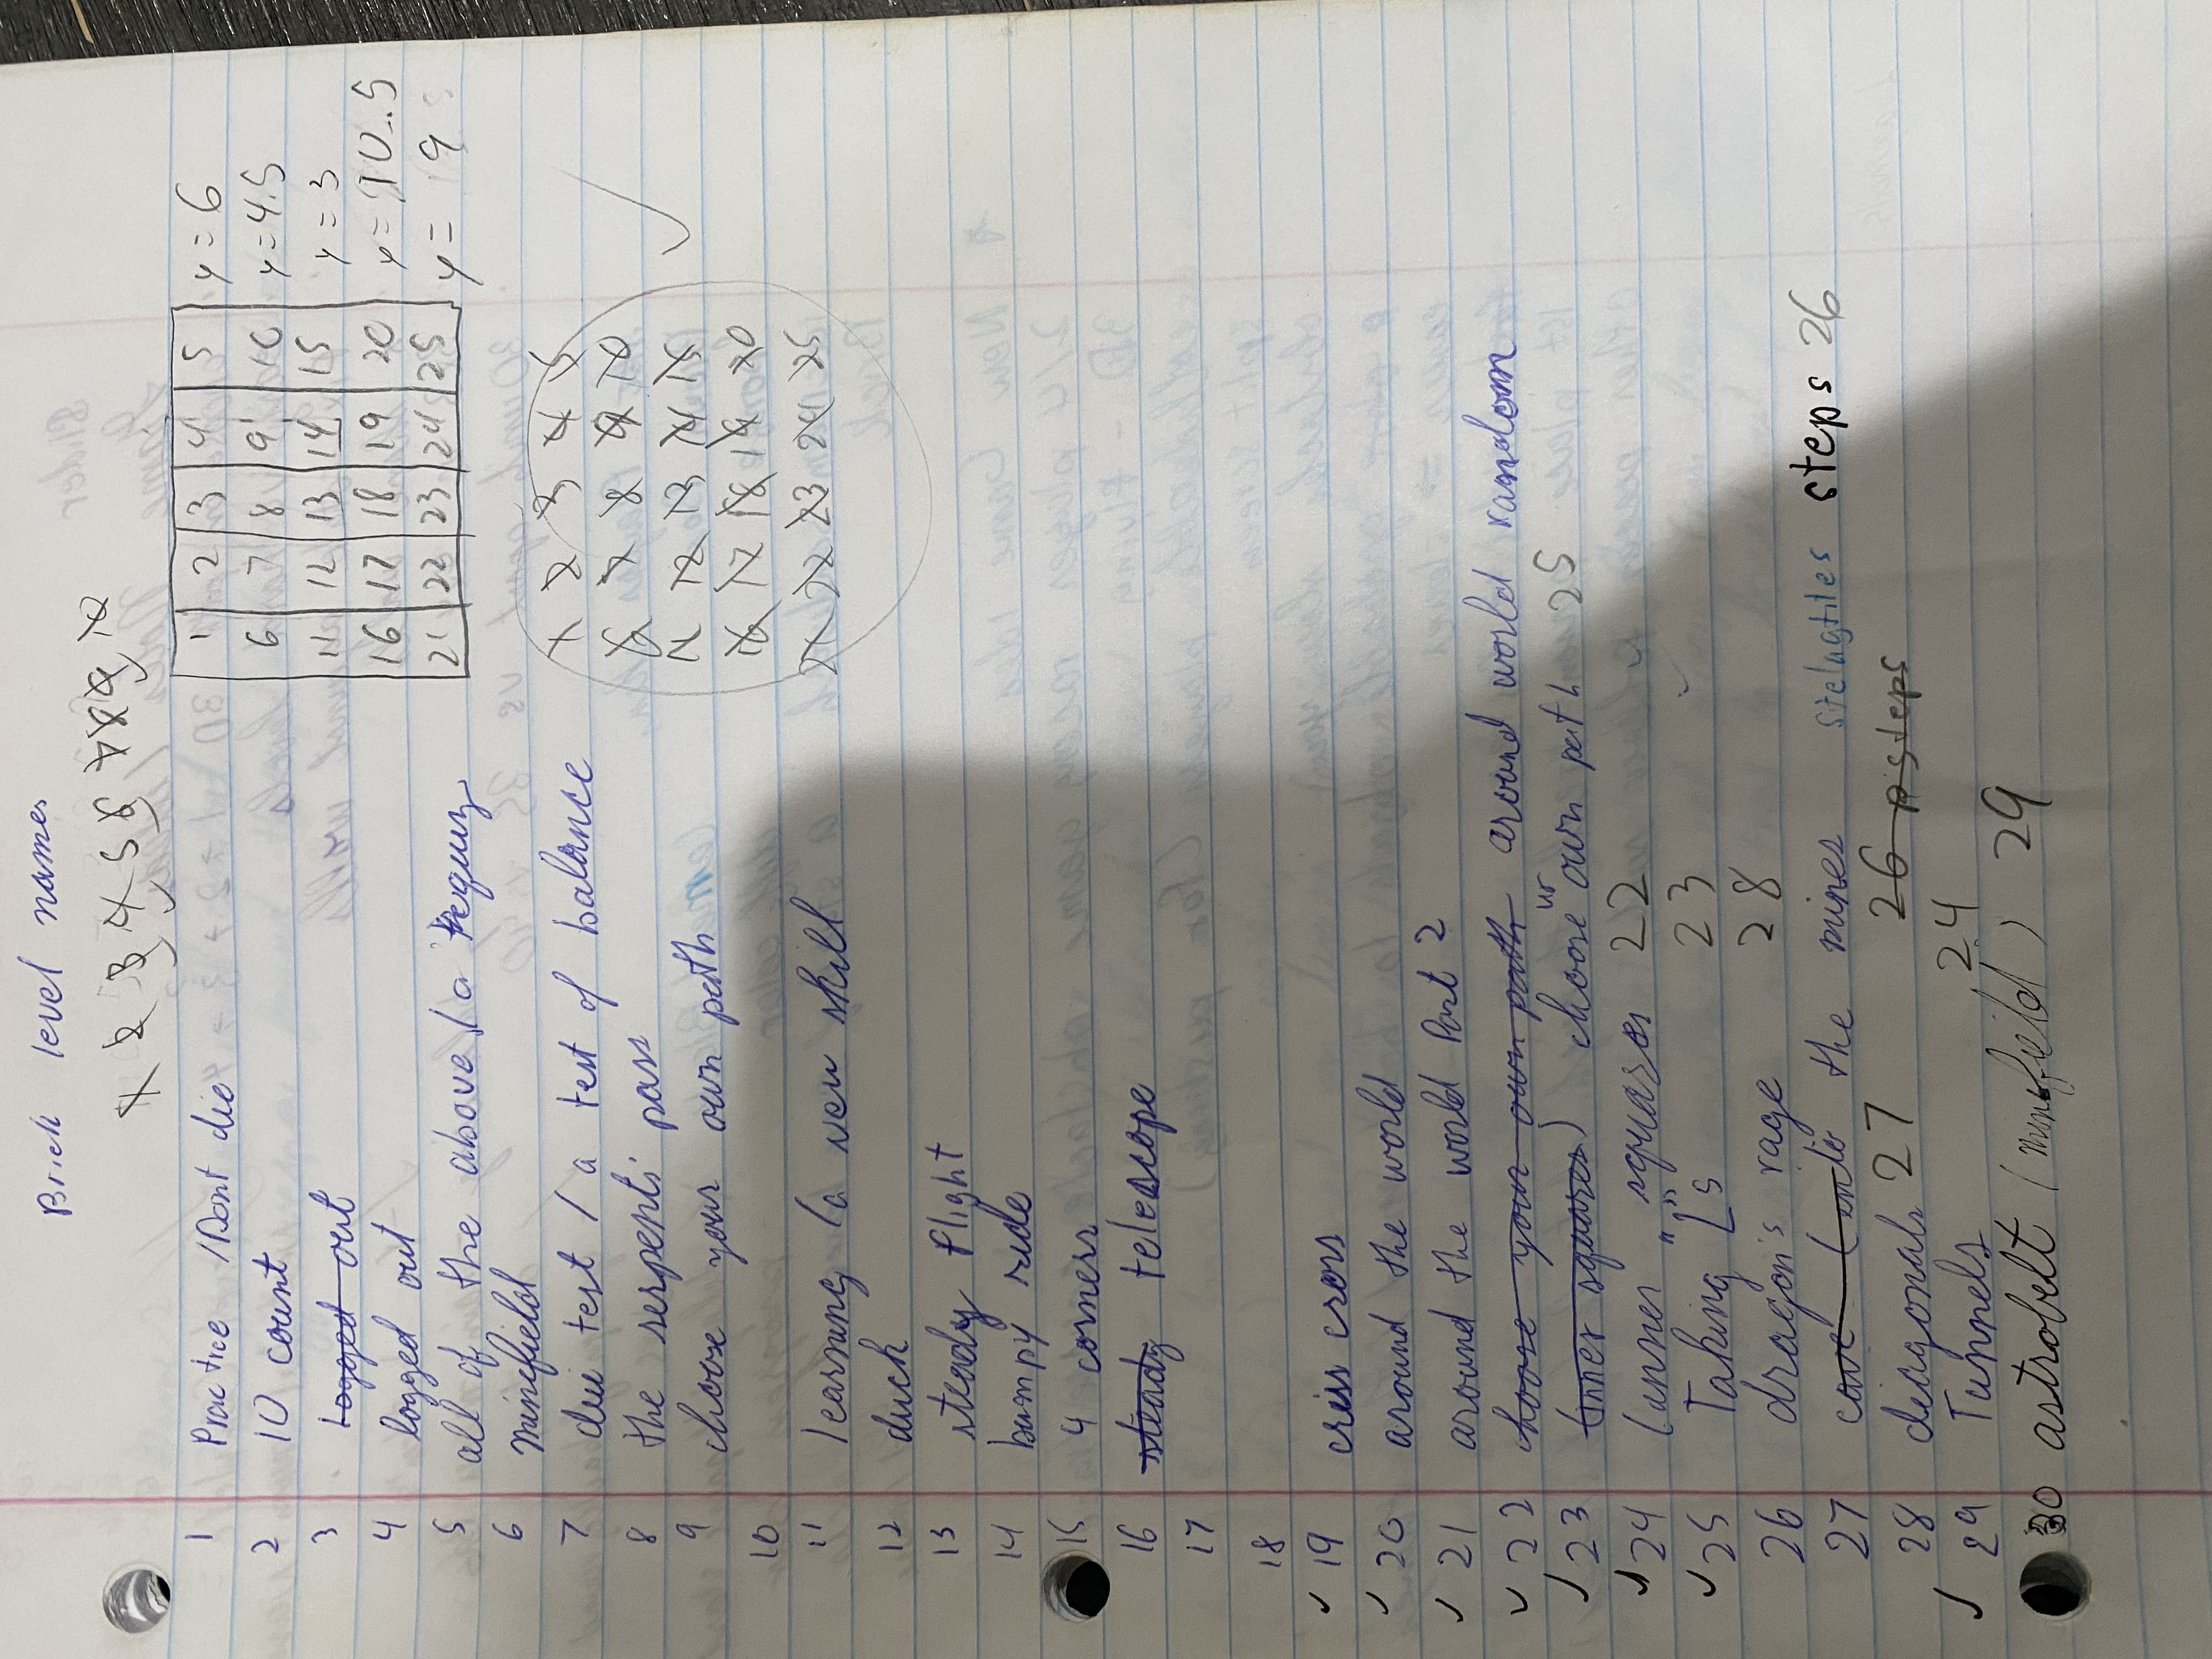 Brick level names
1 2 3 4 5 6 7 8 9 10
1 Practice / Dont die
2 10 count
3 Logged out
4 logged out
5 all of the above / a
6 minefield
7 dui test / a test of balance
8 the serpents' pass
9 choose your own path
10
11 learning / a new skill
12 duck
13 steady flight
14 bumpy ride
15 4 corners
16 steady telescope
17
18
19 criss cross
20 around the world
21 around the world Part 2
22 choose your own path around world random
23 (inner squares) choose ur own path 25
24 (inner squares 22
25 Taking "L"s 23
26 dragon's rage 28
27 cave (into the mines stelagtites steps 26
28 diagonals 27 26 psteps
29 Tunnels 24
30 astrobelt (minefield) 29
1 2 3 4 5 y = 6
6 7 8 9 10 y = 4.5
11 12 13 14 15 y = 3
16 17 18 19 20 y = 10.5
21 22 23 24 25 y = 9
1 2 3 4 5
6 7 8 9 10
11 12 13 14 15
16 17 18 19 20
21 22 23 24 25